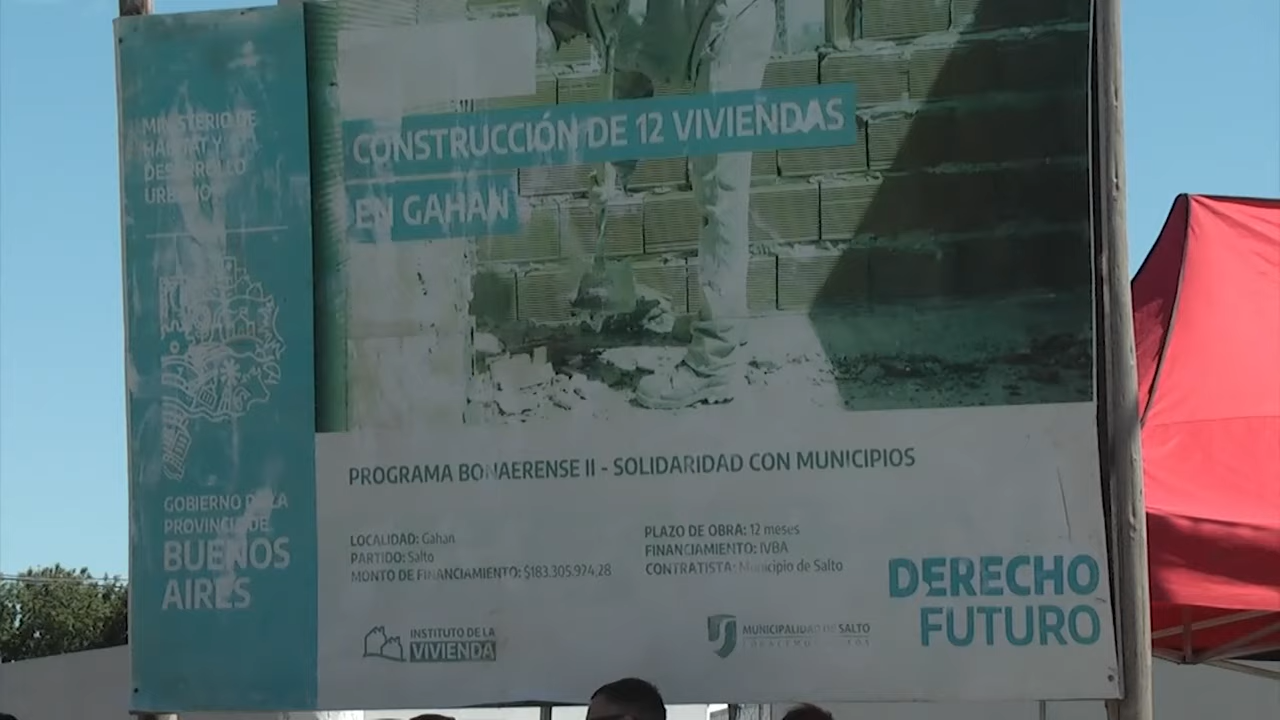 MINISTERIO DE
HÁBITAT Y
DESARROLLO
URBANO
GOBIERNO DE LA
PROVINCIA DE
BUENOS
AIRES
CONSTRUCCIÓN DE 12 VIVIENDAS
EN GAHAN
PROGRAMA BONAERENSE II - SOLIDARIDAD CON MUNICIPIOS
LOCALIDAD: Gahan
PARTIDO: Salto
MONTO DE FINANCIAMIENTO: $183.305.974,28
PLAZO DE OBRA: 12 meses
FINANCIAMIENTO: IVBA
CONTRATISTA: Municipio de Salto
INSTITUTO DE LA
VIVIENDA
MUNICIPALIDAD DE SALTO
DERECHO
FUTURO